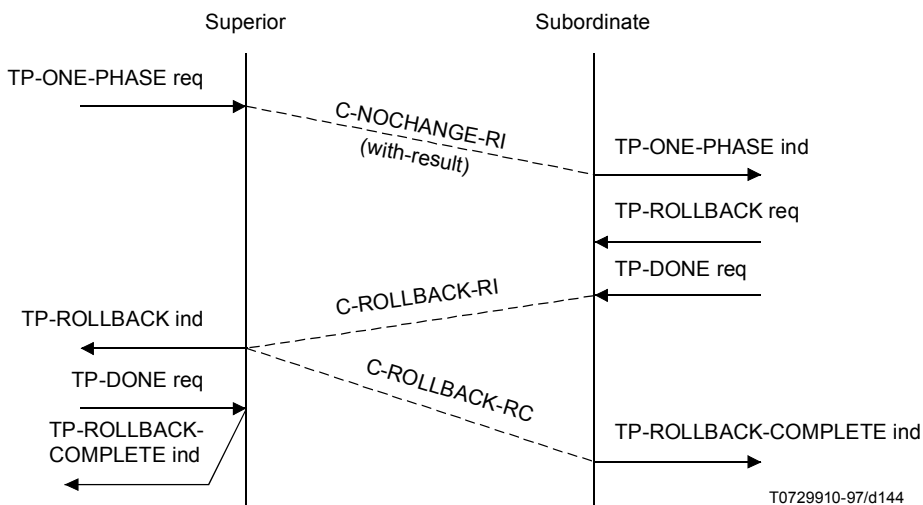 Superior
Subordinate
TP-ONE-PHASE req
C-NOCHANGE-RI
(with-result)
TP-ONE-PHASE ind
TP-ROLLBACK req
TP-DONE req
C-ROLLBACK-RI
TP-ROLLBACK ind
TP-DONE req
C-ROLLBACK-RC
TP-ROLLBACK-
COMPLETE ind
TP-ROLLBACK-COMPLETE ind
T0729910-97/d144